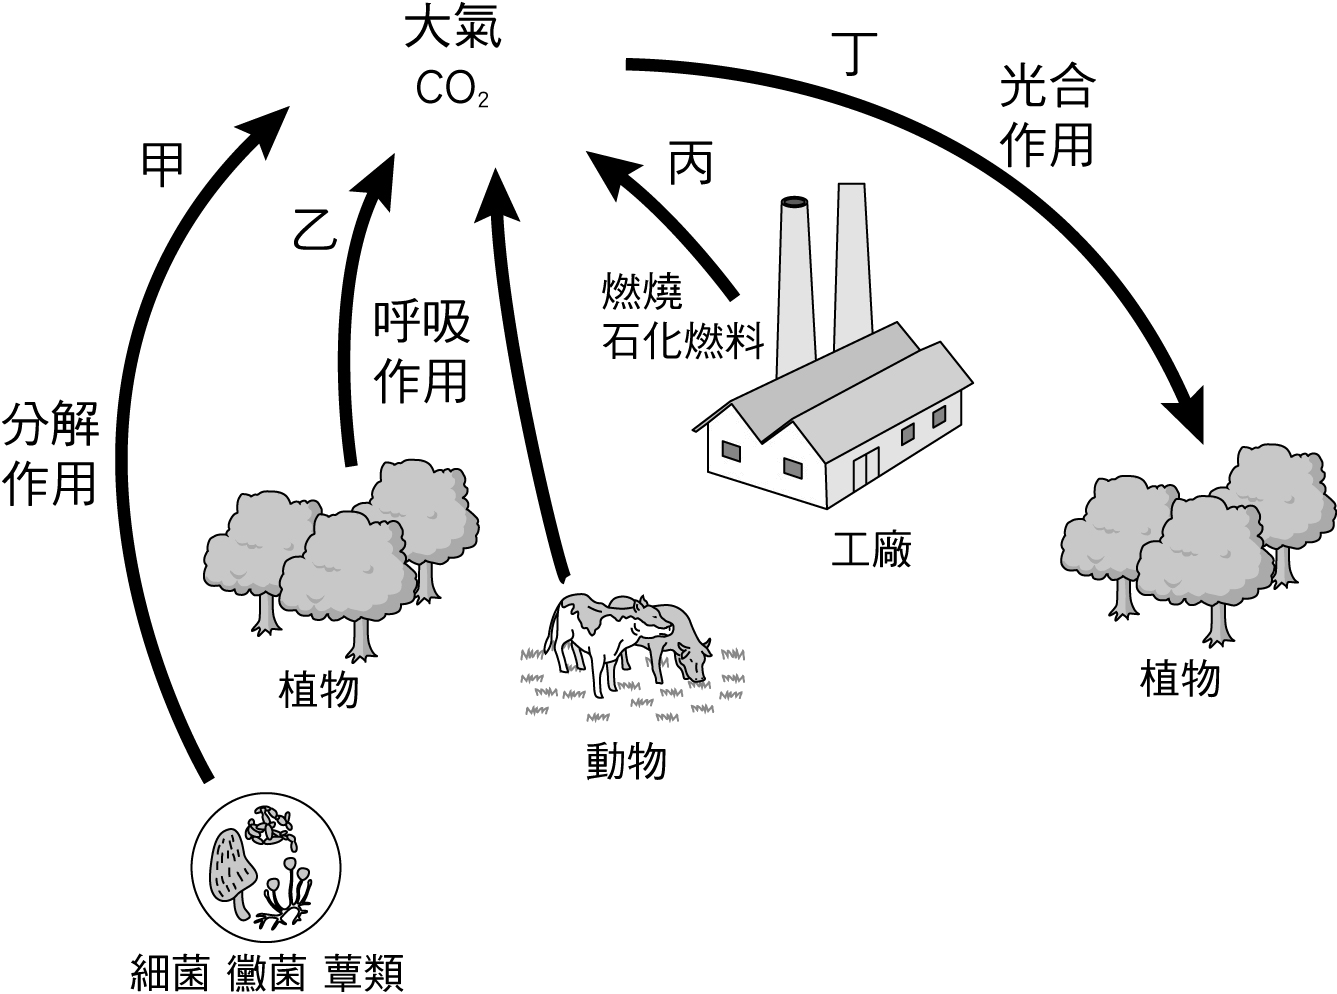 大氣
CO₂
丁
光合
作用
甲
丙
乙
燃燒
石化燃料
呼吸
作用
分解
作用
工廠
植物
植物
動物
細菌 黴菌 蕈類